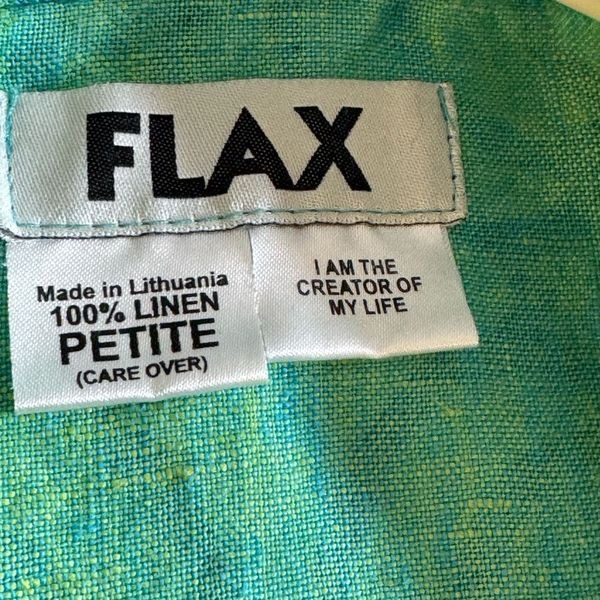 FLAX
Made in Lithuania
100% LINEN
PETITE
(CARE OVER)
I AM THE
CREATOR OF
MY LIFE